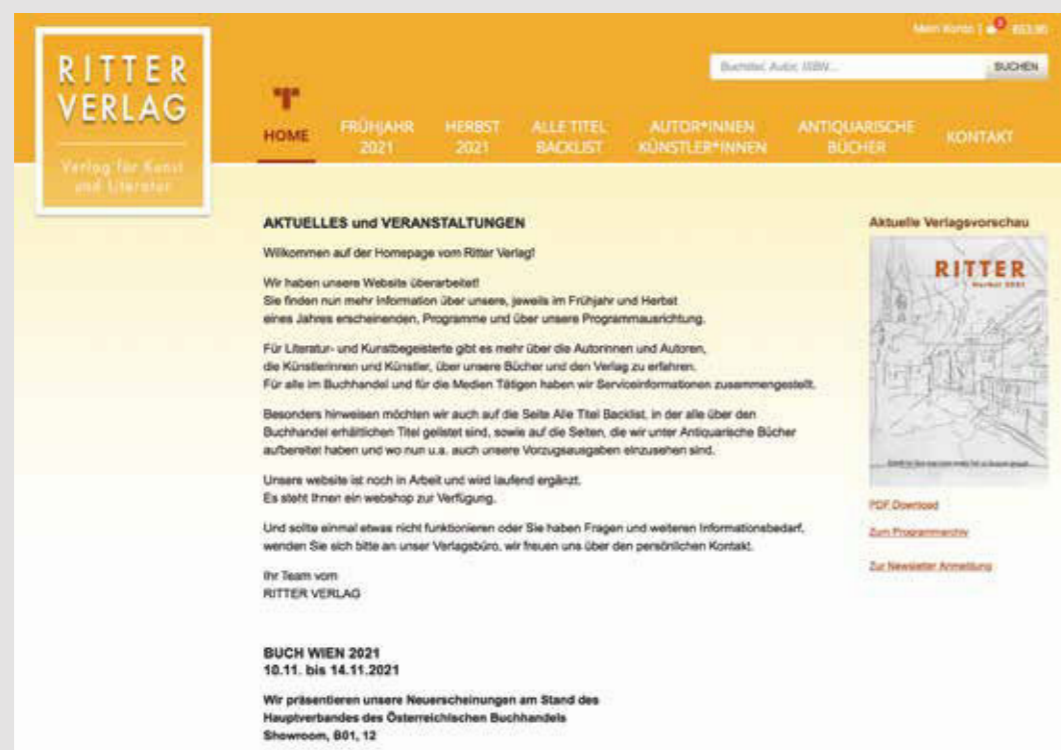 RITTER
VERLAG
Verlag für Kunst
und Literatur
Mein Konto |
Buchtitel, Autor, ISBN...
SUCHEN
HOME
FRÜHJAHR
2021
HERBST
2021
ALLE TITEL
BACKLIST
AUTOR*INNEN
KÜNSTLER*INNEN
ANTIQUARISCHE
BÜCHER
KONTAKT
AKTUELLES und VERANSTALTUNGEN
Willkommen auf der Homepage vom Ritter Verlag!
Wir haben unsere Website überarbeitet!
Sie finden nun mehr Information über unsere, jeweils im Frühjahr und Herbst
eines Jahres erscheinenden, Programme und über unsere Programmausrichtung.
Für Literatur- und Kunstbegeisterte gibt es mehr über die Autorinnen und Autoren,
die Künstlerinnen und Künstler, über unsere Bücher und den Verlag zu erfahren.
Für alle im Buchhandel und für die Medien Tätigen haben wir Serviceinformationen zusammengestellt.
Besonders hinweisen möchten wir auch auf die Seite Alle Titel Backlist, in der alle über den
Buchhandel erhältlichen Titel gelistet sind, sowie auf die Seiten, die wir unter Antiquarische Bücher
aufbereitet haben und wo nun u.a. auch unsere Vorzugsausgaben einzusehen sind.
Unsere website ist noch in Arbeit und wird laufend ergänzt.
Es steht Ihnen ein webshop zur Verfügung.
Und sollte einmal etwas nicht funktionieren oder Sie haben Fragen und weiteren Informationsbedarf,
wenden Sie sich bitte an unser Verlagsbüro, wir freuen uns über den persönlichen Kontakt.
Ihr Team vom
RITTER VERLAG
BUCH WIEN 2021
10.11. bis 14.11.2021
Wir präsentieren unsere Neuerscheinungen am Stand des
Hauptverbandes des Österreichischen Buchhandels
Showroom, B01, 12
Aktuelle Verlagsvorschau
RITTER
Herbst 2021
PDF Download
Zum Programmarchiv
Zur Newsletter Anmeldung